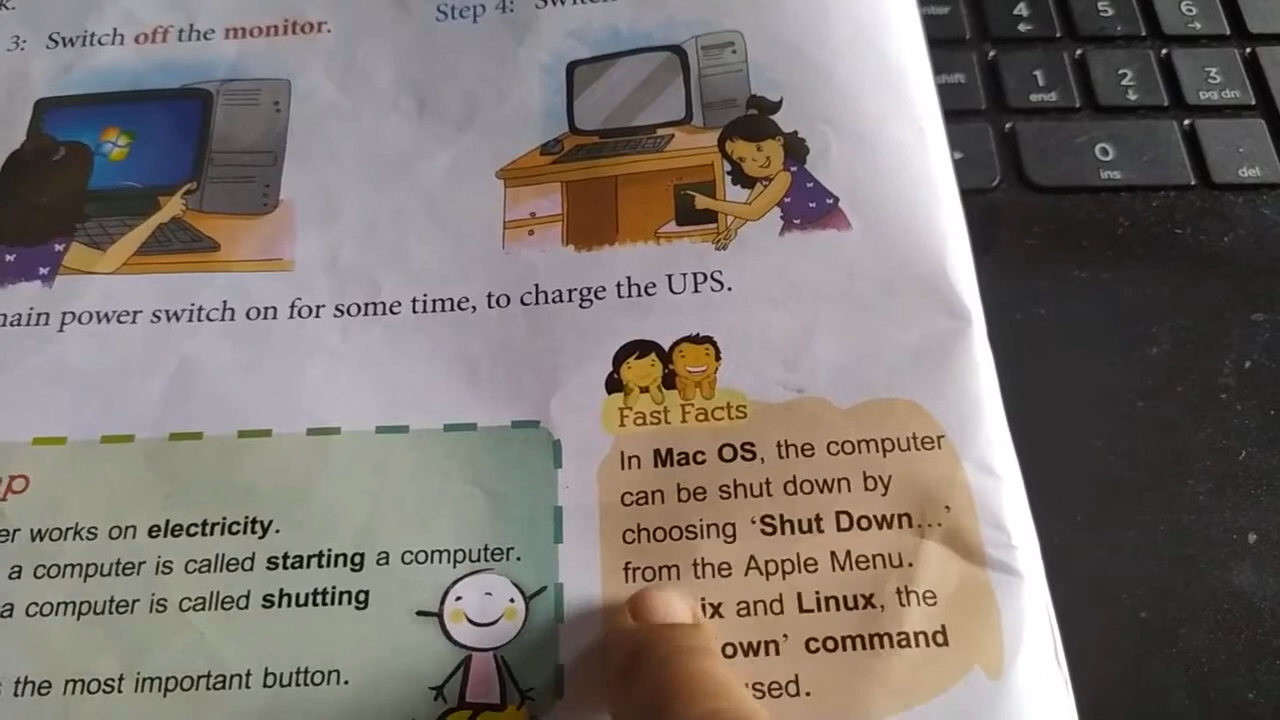 3: Switch off the monitor.
Step 4:
power switch on for some time, to charge the UPS.
Fast Facts
In Mac OS, the computer
can be shut down by
choosing ‘Shut Down...’
from the Apple Menu.
ix and Linux, the
own’ command
sed.
er works on electricity.
a computer is called starting a computer.
a computer is called shutting
the most important button.
4
5
6
shift
1
end
2
3
pg dn
0
ins
.
del